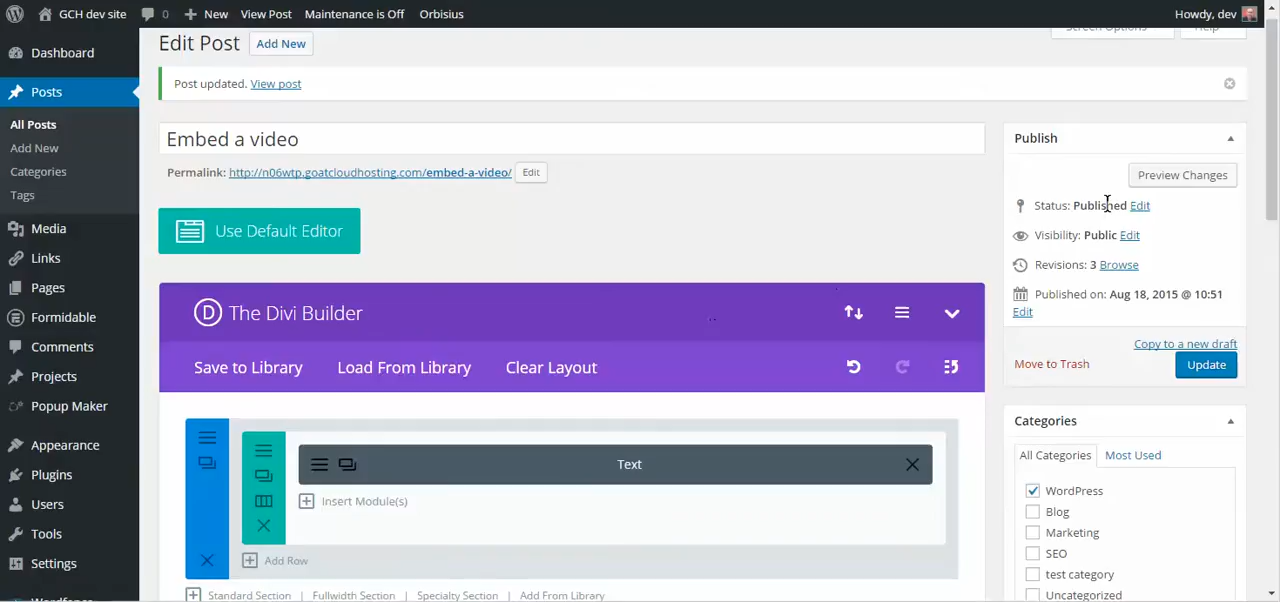 GCH dev site 0 New View Post Maintenance is Off Orbisius Howdy, dev
Dashboard
Posts
All Posts
Add New
Categories
Tags
Media
Links
Pages
Formidable
Comments
Projects
Popup Maker
Appearance
Plugins
Users
Tools
Settings
Wordfence
Edit Post Add New
Screen Options Help
Post updated. View post
Embed a video
Permalink: http://n06wtp.goatcloudhosting.com/embed-a-video/ Edit
Use Default Editor
D The Divi Builder
Save to Library Load From Library Clear Layout
Text
Insert Module(s)
Add Row
Standard Section | Fullwidth Section | Specialty Section | Add From Library
Publish
Preview Changes
Status: Published Edit
Visibility: Public Edit
Revisions: 3 Browse
Published on: Aug 18, 2015 @ 10:51
Edit
Copy to a new draft
Move to Trash Update
Categories
All Categories Most Used
WordPress
Blog
Marketing
SEO
test category
Uncategorized